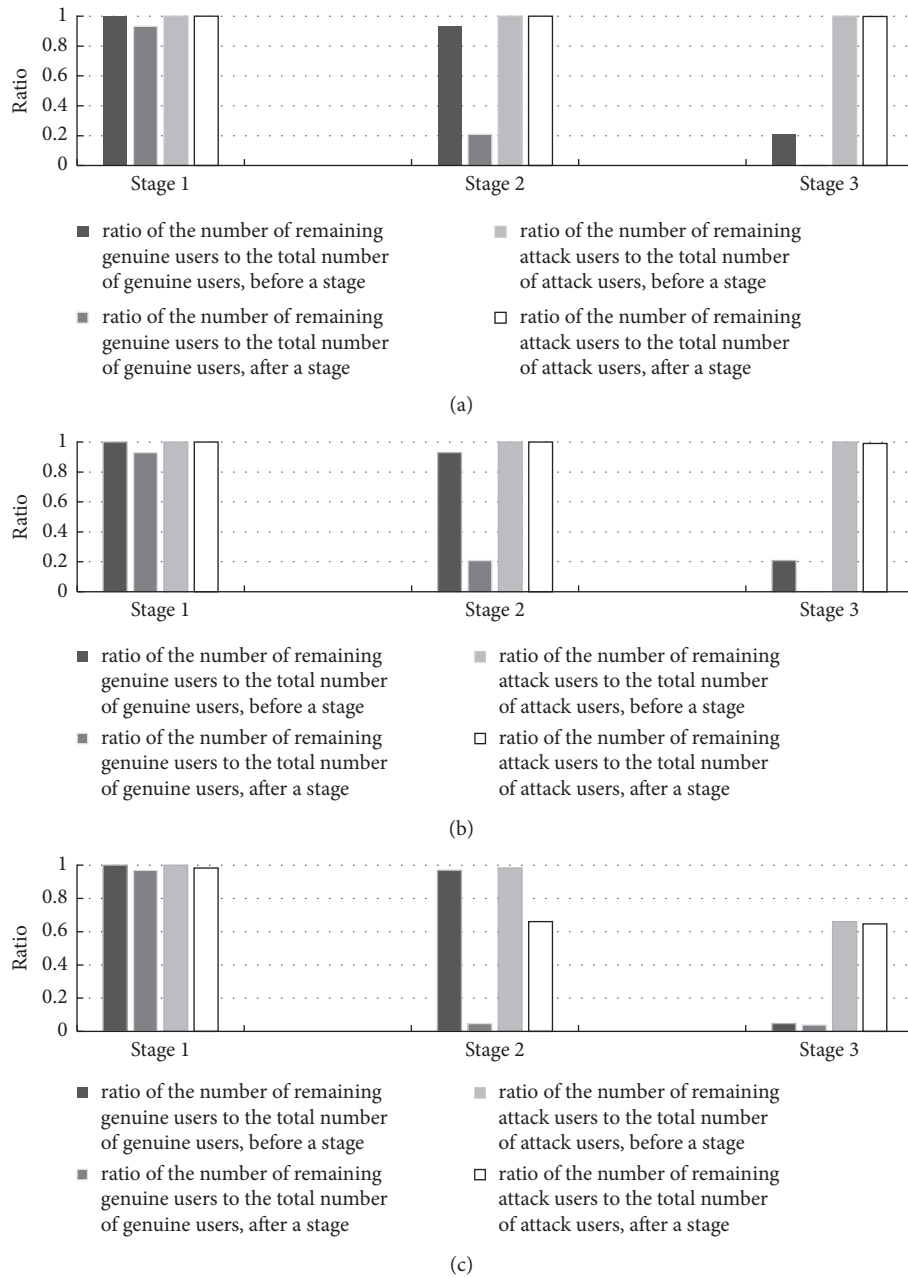 1
0.8
0.6
0.4
0.2
0
Ratio
Stage 1
Stage 2
Stage 3
ratio of the number of remaining
genuine users to the total number
of genuine users, before a stage
ratio of the number of remaining
genuine users to the total number
of genuine users, after a stage
ratio of the number of remaining
attack users to the total number
of attack users, before a stage
ratio of the number of remaining
attack users to the total number
of attack users, after a stage
(a)
1
0.8
0.6
0.4
0.2
0
Ratio
Stage 1
Stage 2
Stage 3
ratio of the number of remaining
genuine users to the total number
of genuine users, before a stage
ratio of the number of remaining
genuine users to the total number
of genuine users, after a stage
ratio of the number of remaining
attack users to the total number
of attack users, before a stage
ratio of the number of remaining
attack users to the total number
of attack users, after a stage
(b)
1
0.8
0.6
0.4
0.2
0
Ratio
Stage 1
Stage 2
Stage 3
ratio of the number of remaining
genuine users to the total number
of genuine users, before a stage
ratio of the number of remaining
genuine users to the total number
of genuine users, after a stage
ratio of the number of remaining
attack users to the total number
of attack users, before a stage
ratio of the number of remaining
attack users to the total number
of attack users, after a stage
(c)